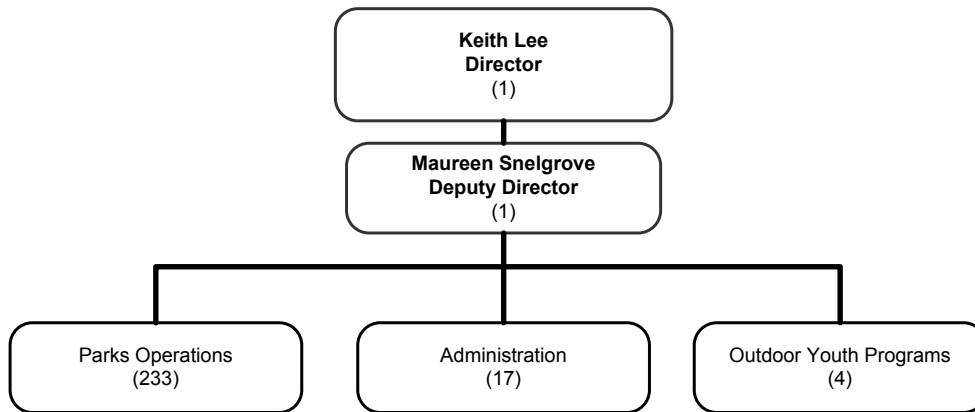 Keith Lee
Director
(1)
Maureen Snelgrove
Deputy Director
(1)
Parks Operations
(233)
Administration
(17)
Outdoor Youth Programs
(4)